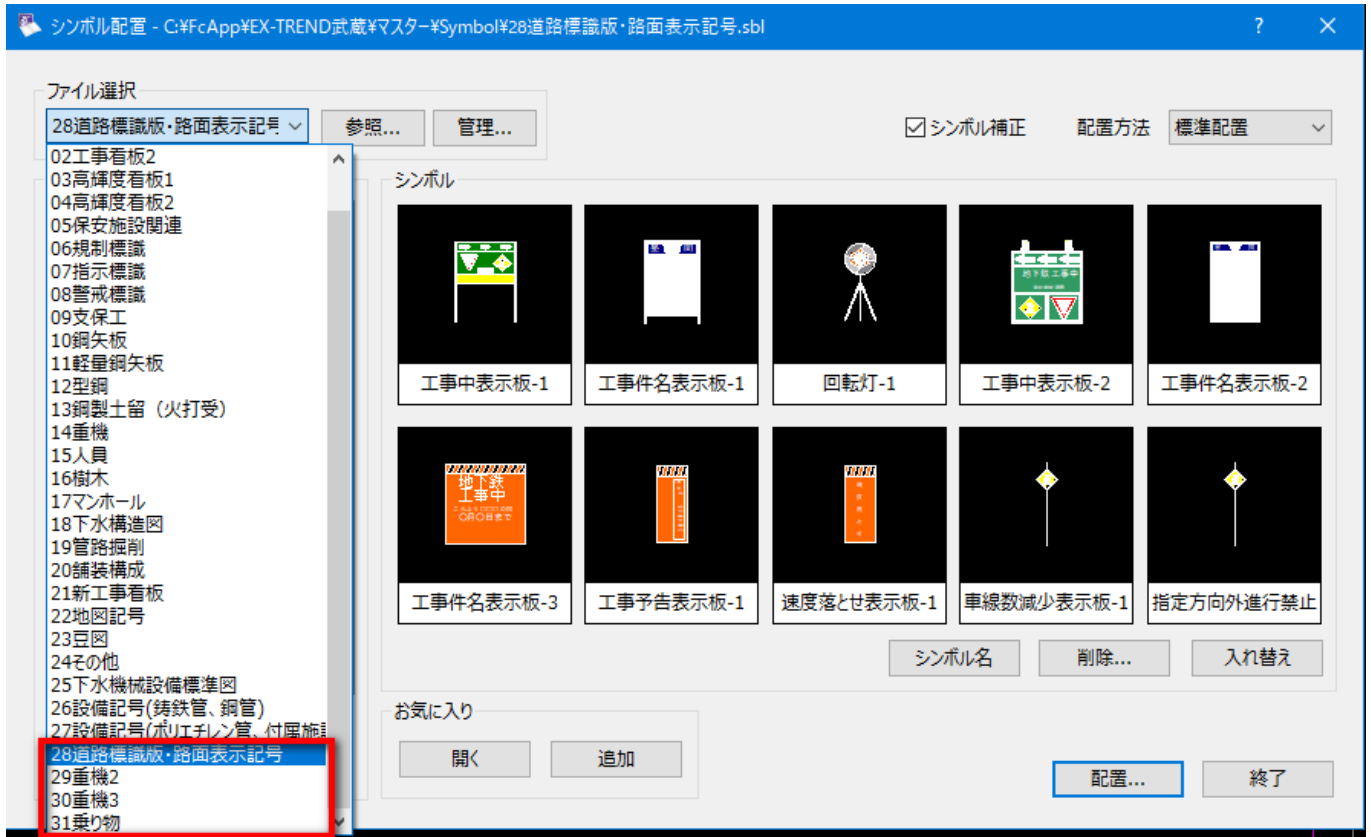 シンボル配置 - C:¥FcApp¥EX-TREND武蔵¥マスター¥Symbol¥28道路標識版・路面表示記号.sbl
ファイル選択
28道路標識版・路面表示記号
参照...
管理...
シンボル補正
配置方法
標準配置
02工事看板2
03高輝度看板1
04高輝度看板2
05保安施設関連
06規制標識
07指示標識
08警戒標識
09支保工
10鋼矢板
11軽量鋼矢板
12型鋼
13鋼製土留（火打受）
14重機
15人員
16樹木
17マンホール
18下水構造図
19管路掘削
20舗装構成
21新工事看板
22地図記号
23豆図
24その他
25下水機械設備標準図
26設備記号(鋳鉄管、鋼管)
27設備記号(ポリエチレン管、付属施設
28道路標識版・路面表示記号
29重機2
30重機3
31乗り物
シンボル
地下鉄工事中
工事中表示板-1
工事件名表示板-1
回転灯-1
工事中表示板-2
工事件名表示板-2
地下鉄
工事中
〇月〇日まで
速度落とせ
工事件名表示板-3
工事予告表示板-1
速度落とせ表示板-1
車線数減少表示板-1
指定方向外進行禁止
シンボル名
削除...
入れ替え
お気に入り
開く
追加
配置...
終了